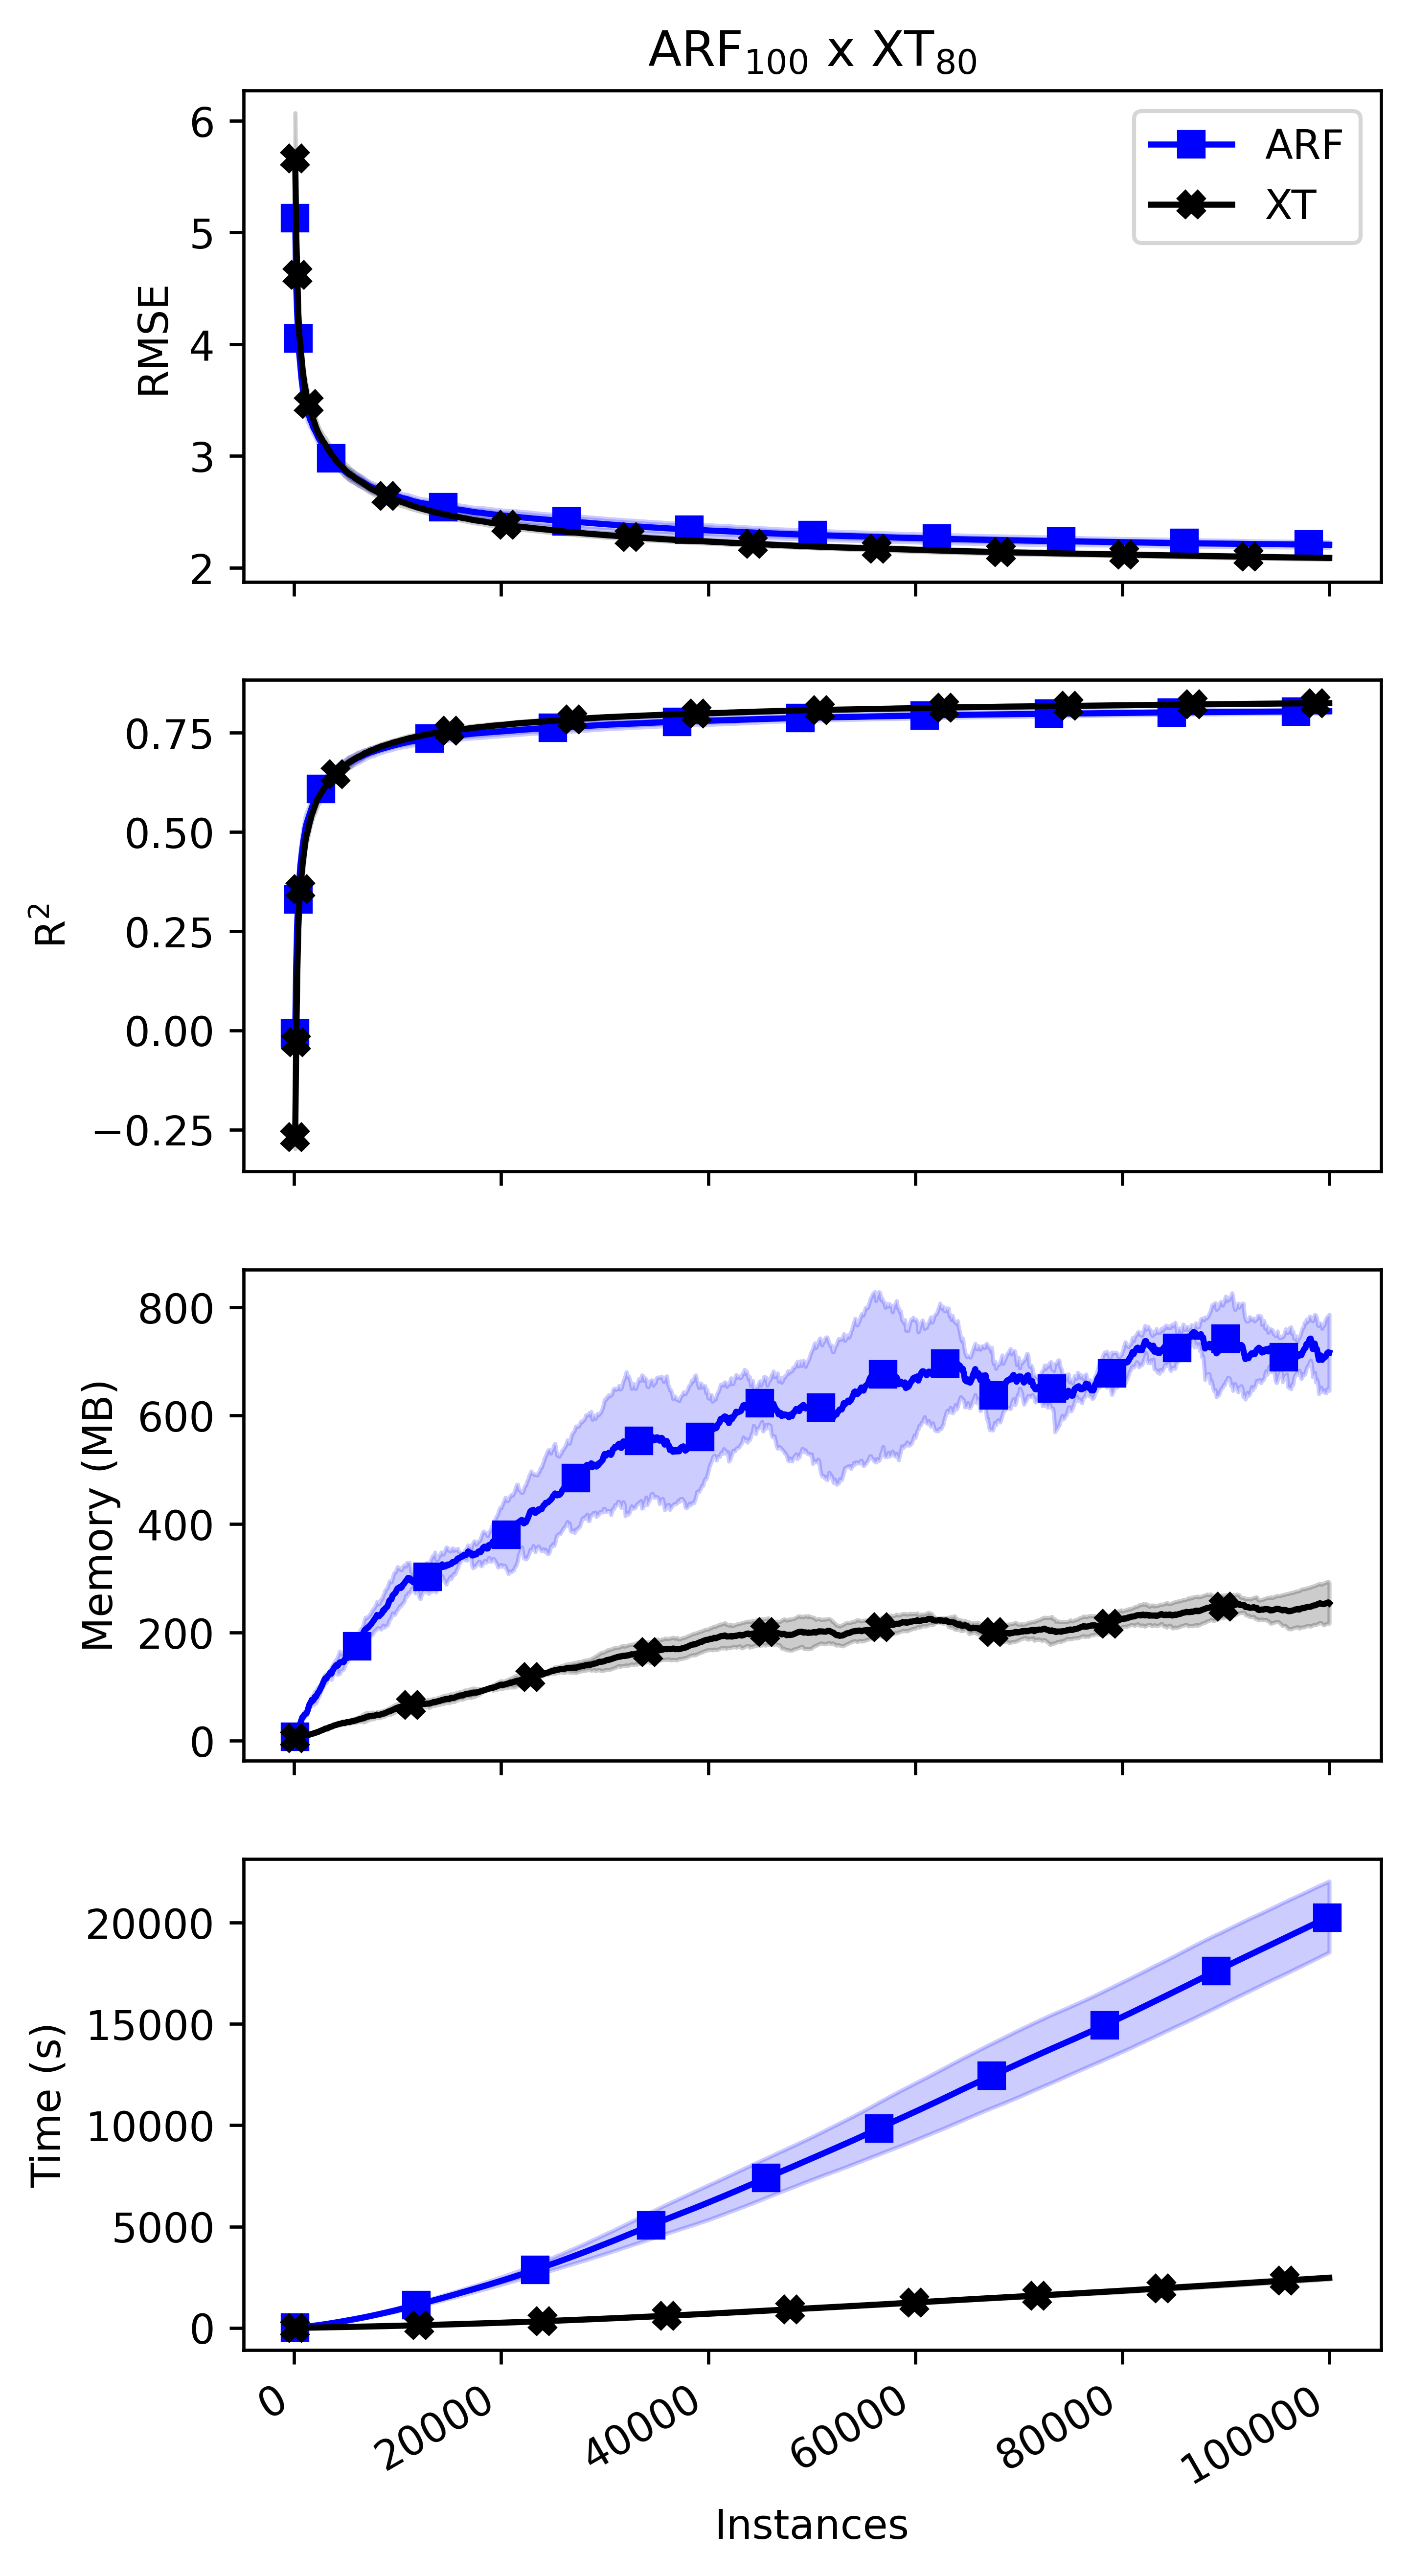 ARF₁₀₀ x XT₈₀
ARF
XT
RMSE
6
5
4
3
2
R²
0.75
0.50
0.25
0.00
−0.25
Memory (MB)
800
600
400
200
0
Time (s)
20000
15000
10000
5000
0
0 20000 40000 60000 80000 100000
Instances